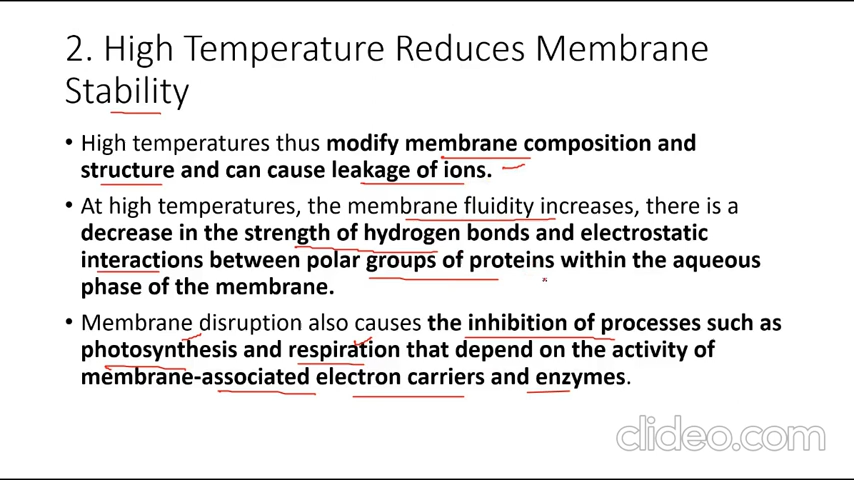 2. High Temperature Reduces Membrane
Stability
• High temperatures thus modify membrane composition and
structure and can cause leakage of ions.
• At high temperatures, the membrane fluidity increases, there is a
decrease in the strength of hydrogen bonds and electrostatic
interactions between polar groups of proteins within the aqueous
phase of the membrane.
• Membrane disruption also causes the inhibition of processes such as
photosynthesis and respiration that depend on the activity of
membrane-associated electron carriers and enzymes.
clideo.com